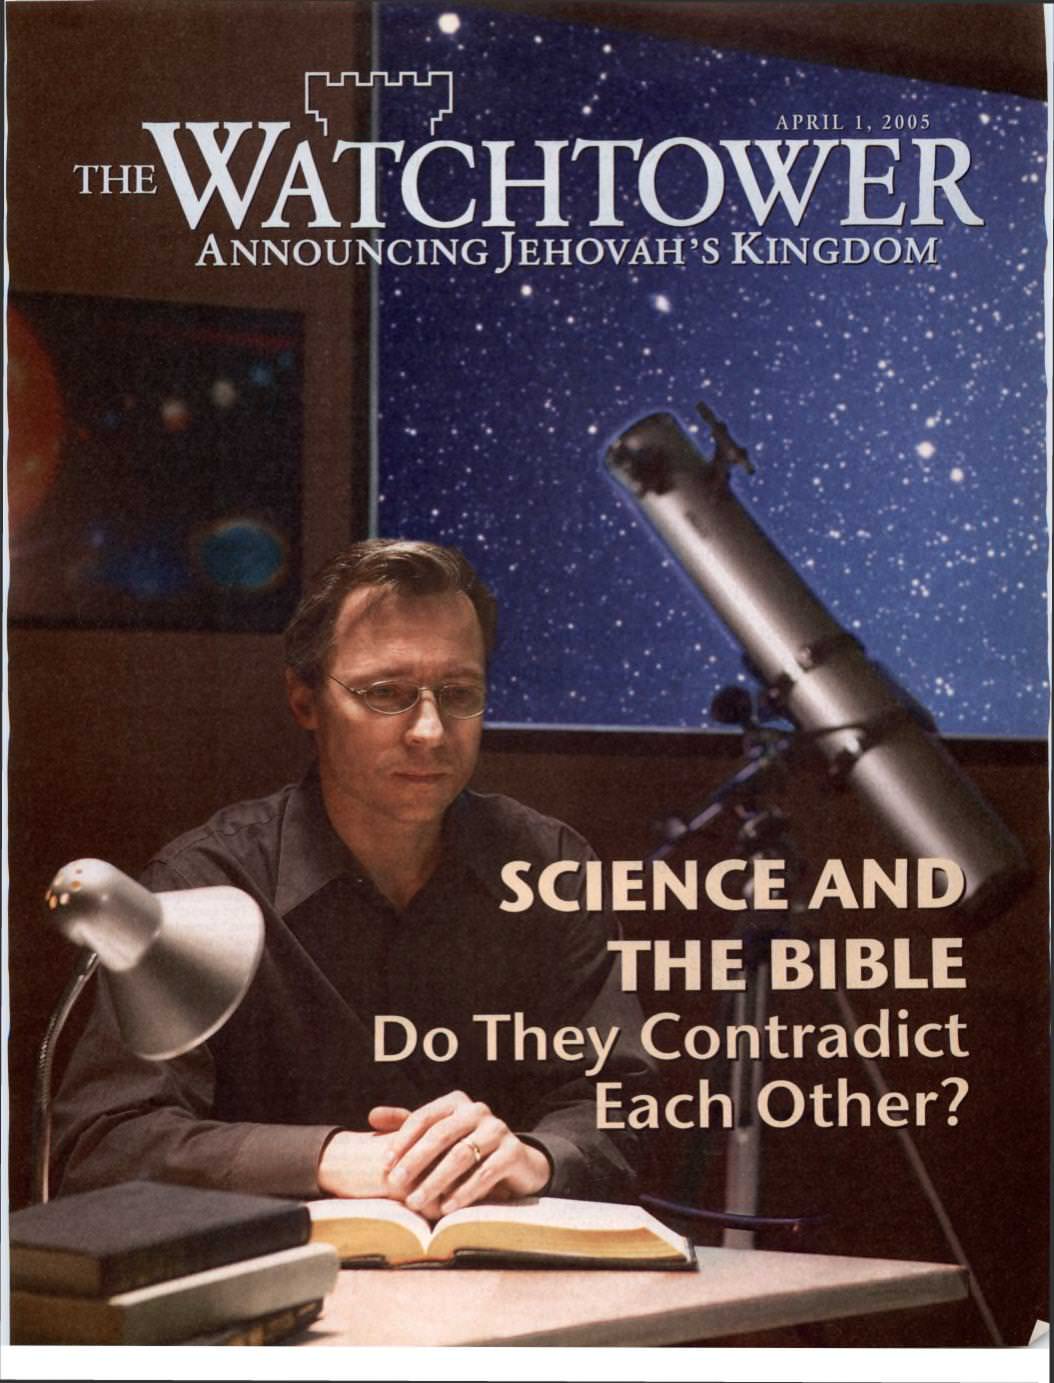 APRIL 1, 2005
THE WATCHTOWER
ANNOUNCING JEHOVAH'S KINGDOM
SCIENCE AND
THE BIBLE
Do They Contradict
Each Other?